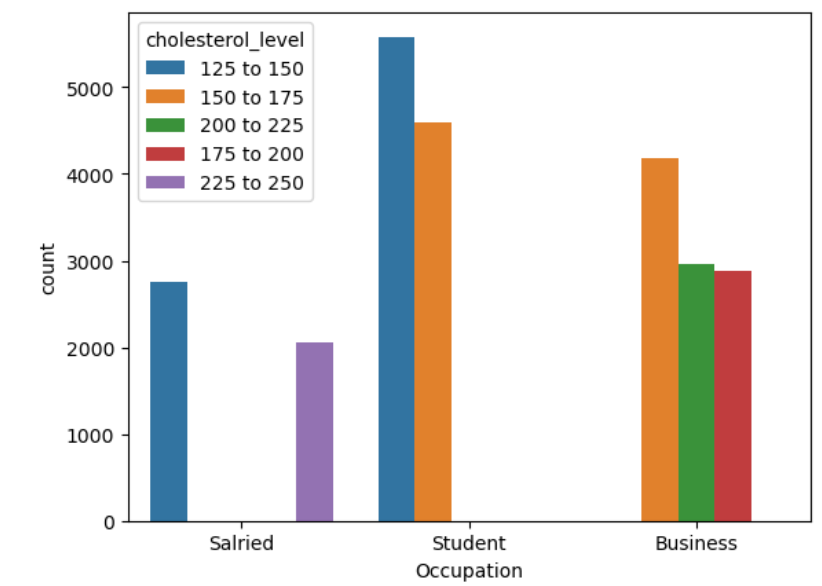 cholesterol_level
125 to 150
150 to 175
200 to 225
175 to 200
225 to 250
5000
4000
3000
2000
1000
0
count
Salried Student Business
Occupation